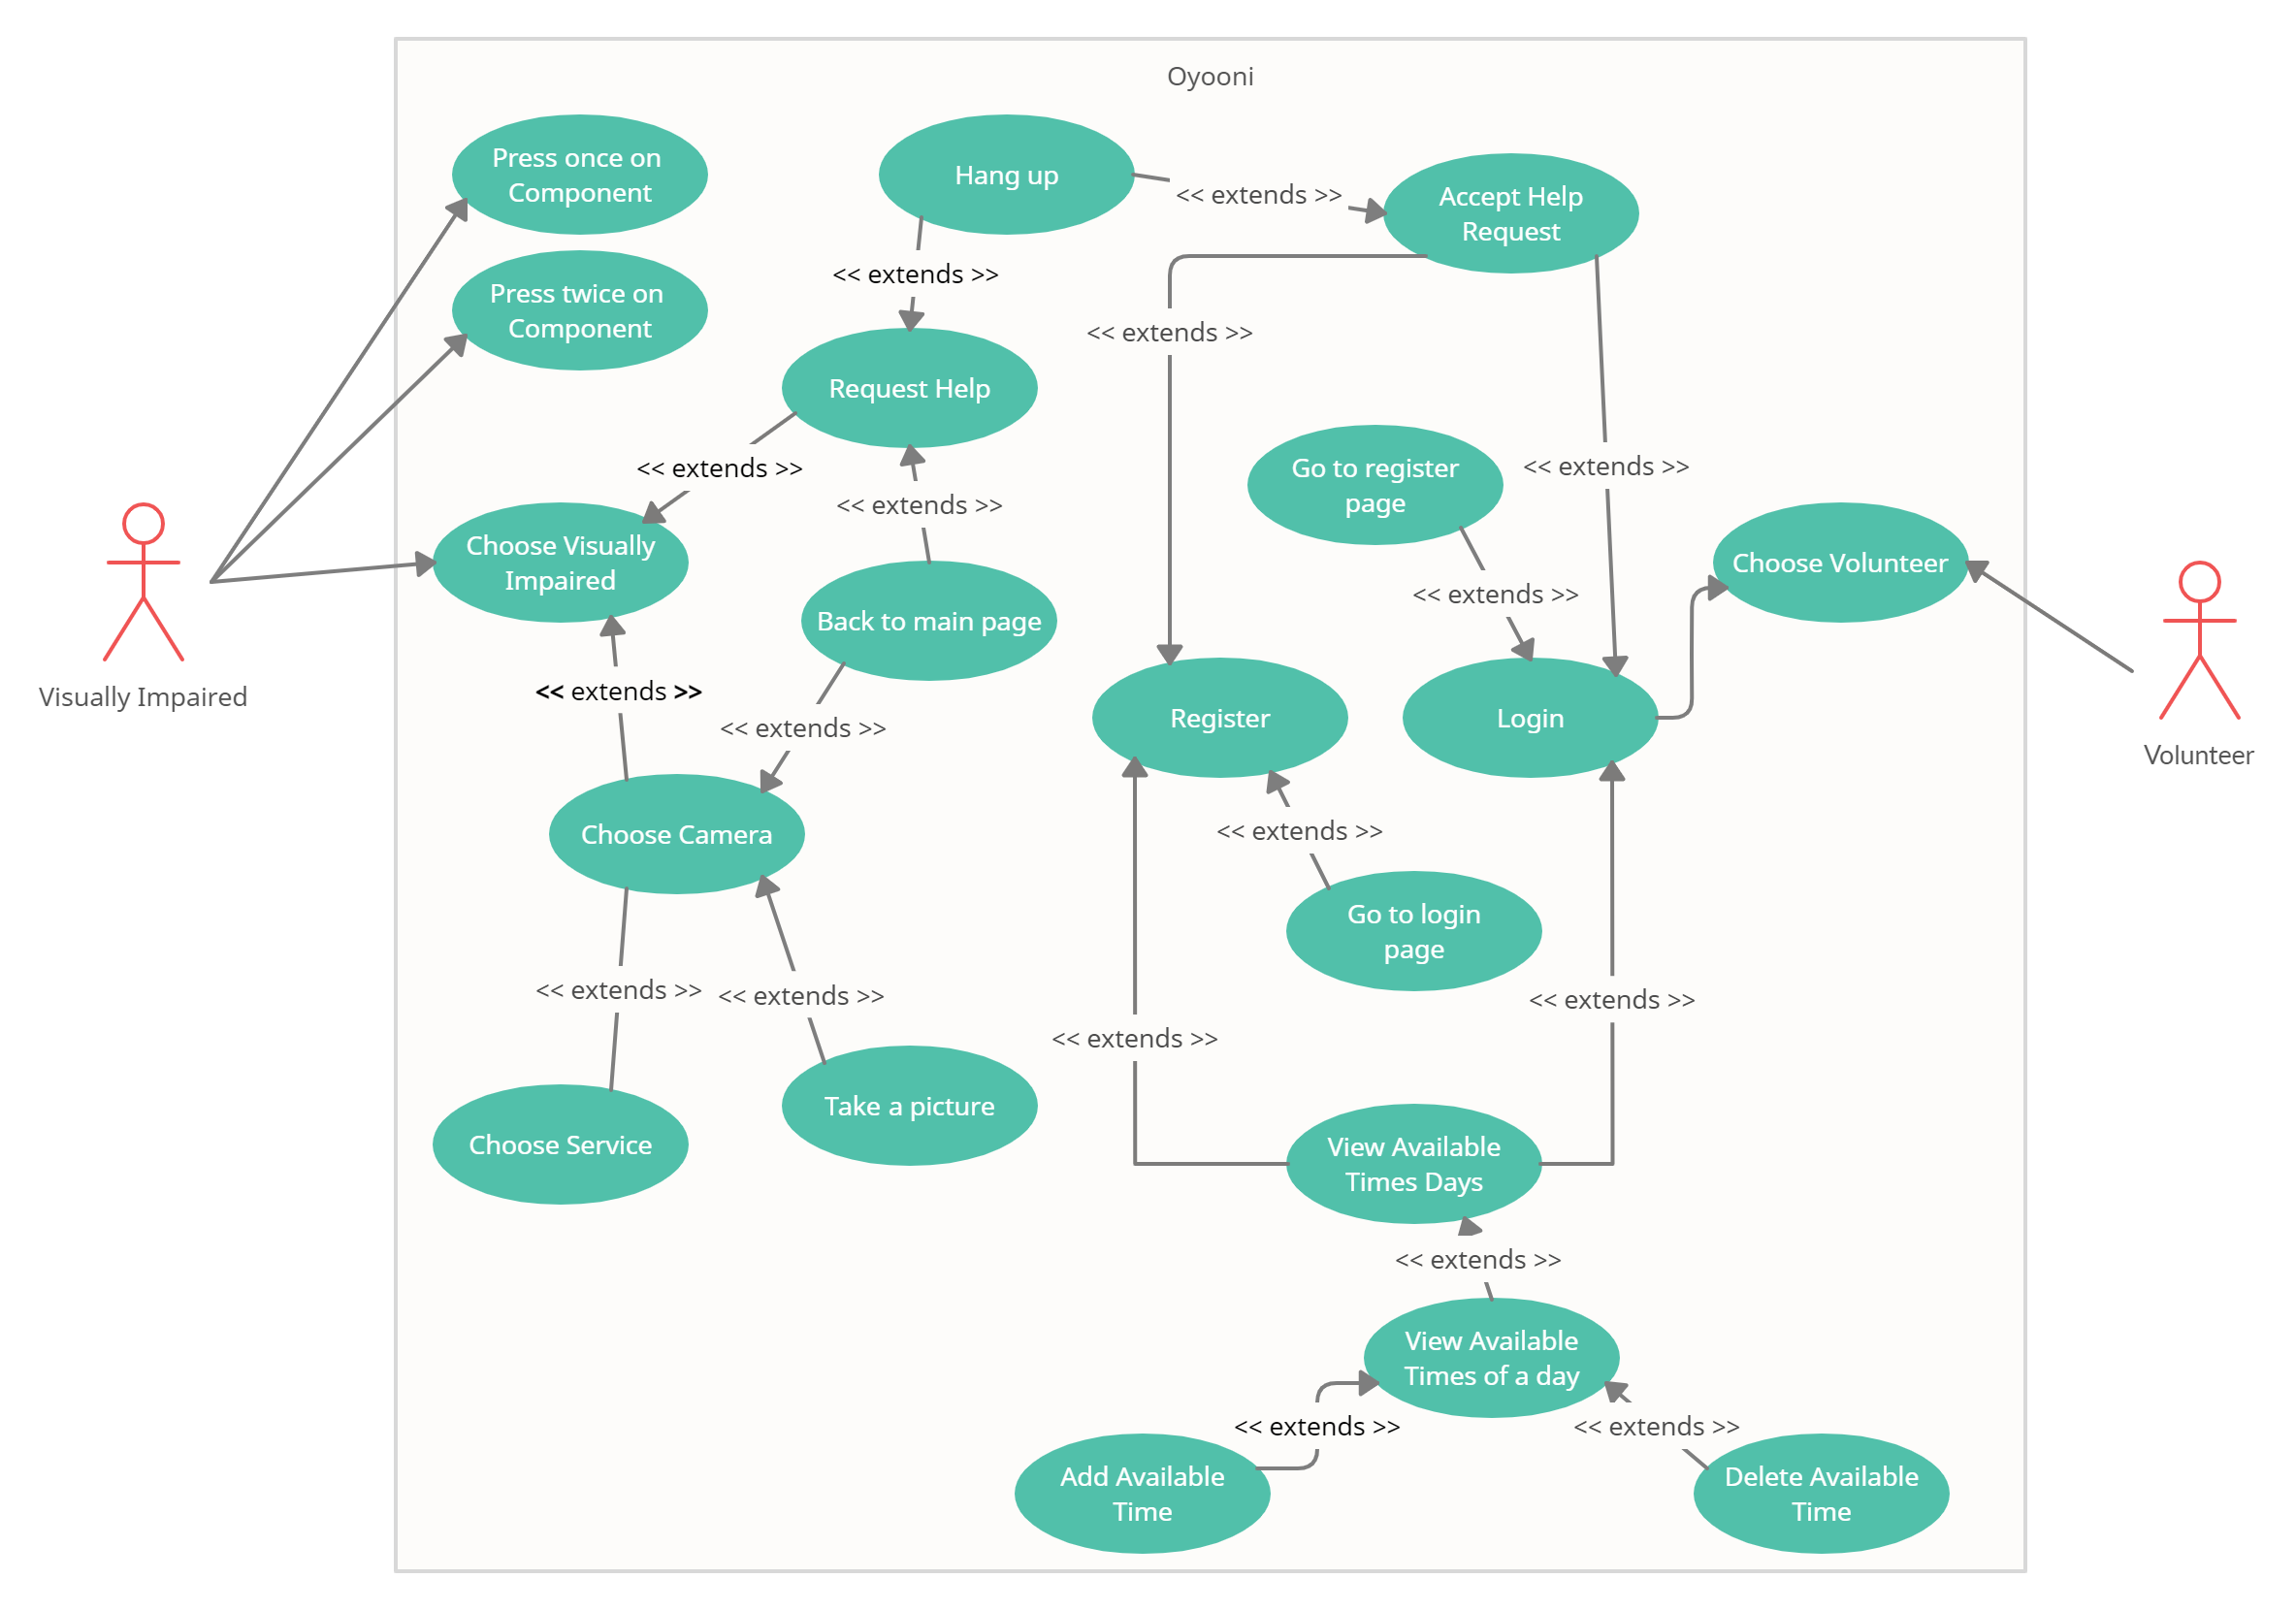 Oyooni
Press once on
Component
Hang up
<< extends >>
Accept Help
Request
<< extends >>
Press twice on
Component
<< extends >>
Request Help
<< extends >>
<< extends >>
Go to register
page
<< extends >>
<< extends >>
Choose Visually
Impaired
Choose Volunteer
<< extends >>
Back to main page
Visually Impaired
<< extends >>
<< extends >>
Register
Login
Volunteer
Choose Camera
<< extends >>
Go to login
page
<< extends >>
<< extends >>
<< extends >>
<< extends >>
Take a picture
Choose Service
View Available
Times Days
<< extends >>
View Available
Times of a day
<< extends >>
<< extends >>
Add Available
Time
Delete Available
Time